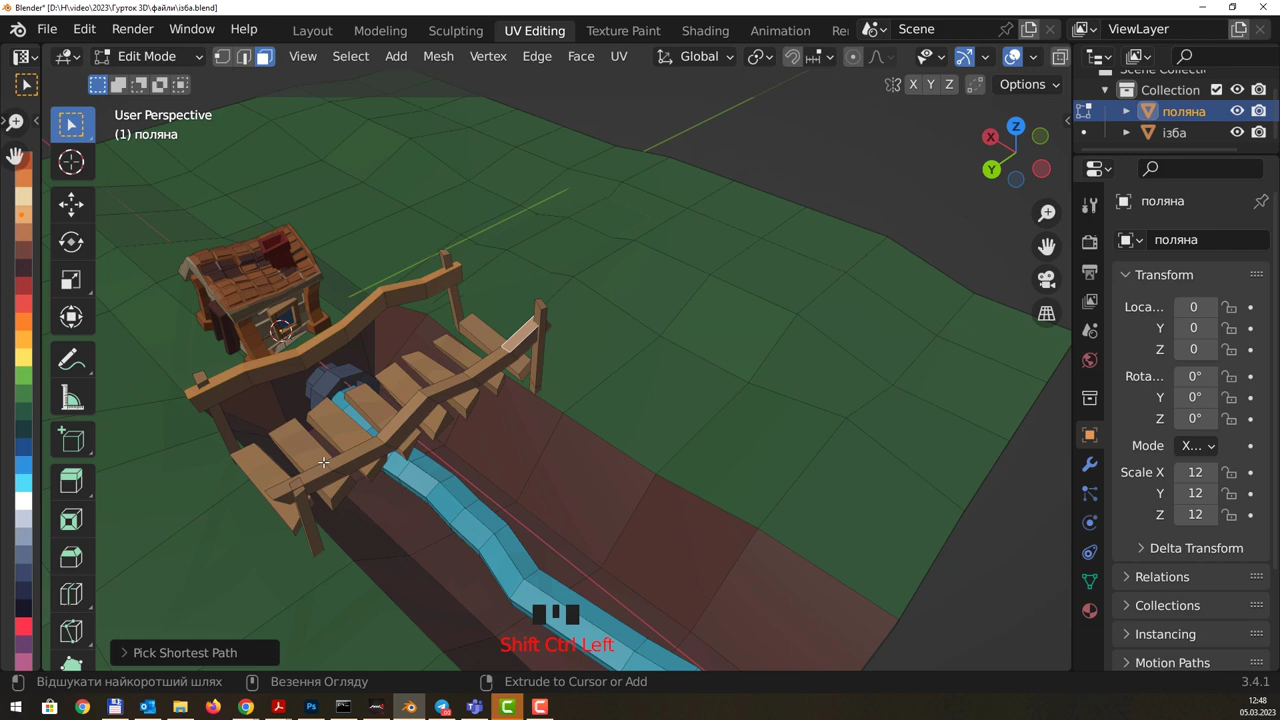 Blender* [D:\H\video\2023\Гурток 3D\файли\ізба.blend]
File Edit Render Window Help Layout Modeling Sculpting UV Editing Texture Paint Shading Animation Re Scene ViewLayer
Edit Mode View Select Add Mesh Vertex Edge Face UV Global
X Y Z Options
User Perspective
(1) поляна
Z
X
Y
Scene Collecti
Collection
поляна
ізба
поляна
поляна
Transform
Loca... 0
Y 0
Z 0
Rota... 0°
Y 0°
Z 0°
Mode X...
Scale X 12
Y 12
Z 12
Delta Transform
Relations
Collections
Instancing
Motion Paths
Shift Ctrl Left
Pick Shortest Path
Відшукати найкоротший шлях Везення Огляду Extrude to Cursor or Add 3.4.1
12:48
05.03.2023